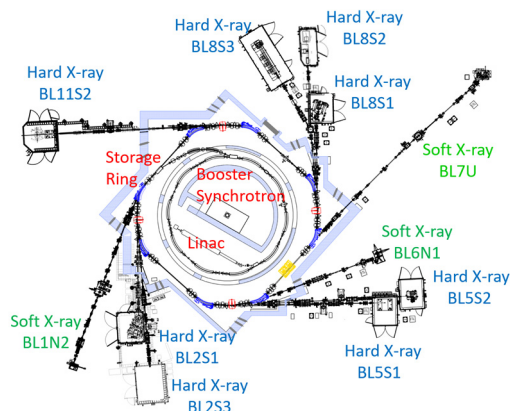 Hard X-ray
BL8S3
Hard X-ray
BL8S2
Hard X-ray
BL11S2
Hard X-ray
BL8S1
Storage
Ring
Booster
Synchrotron
Soft X-ray
BL7U
Linac
Soft X-ray
BL6N1
Hard X-ray
BL5S2
Soft X-ray
BL1N2
Hard X-ray
BL2S1
Hard X-ray
BL5S1
Hard X-ray
BL2S3